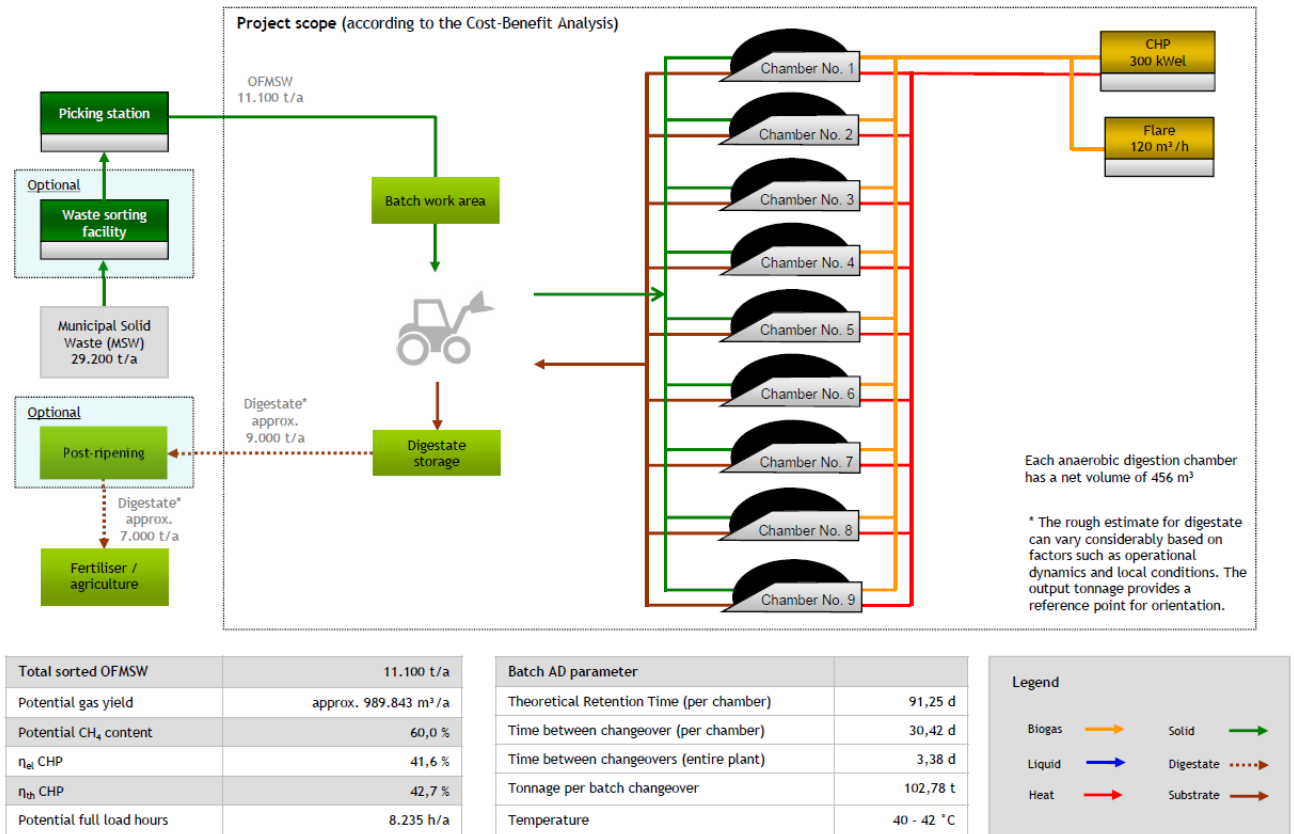 Project scope (according to the Cost-Benefit Analysis)
OFMSW
11.100 t/a
Picking station
Optional
Waste sorting
facility
Municipal Solid
Waste (MSW)
29.200 t/a
Batch work area
Optional
Post-ripening
Digestate*
approx.
9.000 t/a
Digestate
storage
Digestate*
approx.
7.000 t/a
Fertiliser /
agriculture
Chamber No. 1
Chamber No. 2
Chamber No. 3
Chamber No. 4
Chamber No. 5
Chamber No. 6
Chamber No. 7
Chamber No. 8
Chamber No. 9
CHP
300 kWel
Flare
120 m³/h
Each anaerobic digestion chamber
has a net volume of 456 m³
* The rough estimate for digestate
can vary considerably based on
factors such as operational
dynamics and local conditions. The
output tonnage provides a
reference point for orientation.
Total sorted OFMSW 11.100 t/a
Potential gas yield approx. 989.843 m³/a
Potential CH₄ content 60,0 %
ηel CHP 41,6 %
ηth CHP 42,7 %
Potential full load hours 8.235 h/a
Batch AD parameter
Theoretical Retention Time (per chamber) 91,25 d
Time between changeover (per chamber) 30,42 d
Time between changeovers (entire plant) 3,38 d
Tonnage per batch changeover 102,78 t
Temperature 40 - 42 °C
Legend
Biogas Solid
Liquid Digestate
Heat Substrate